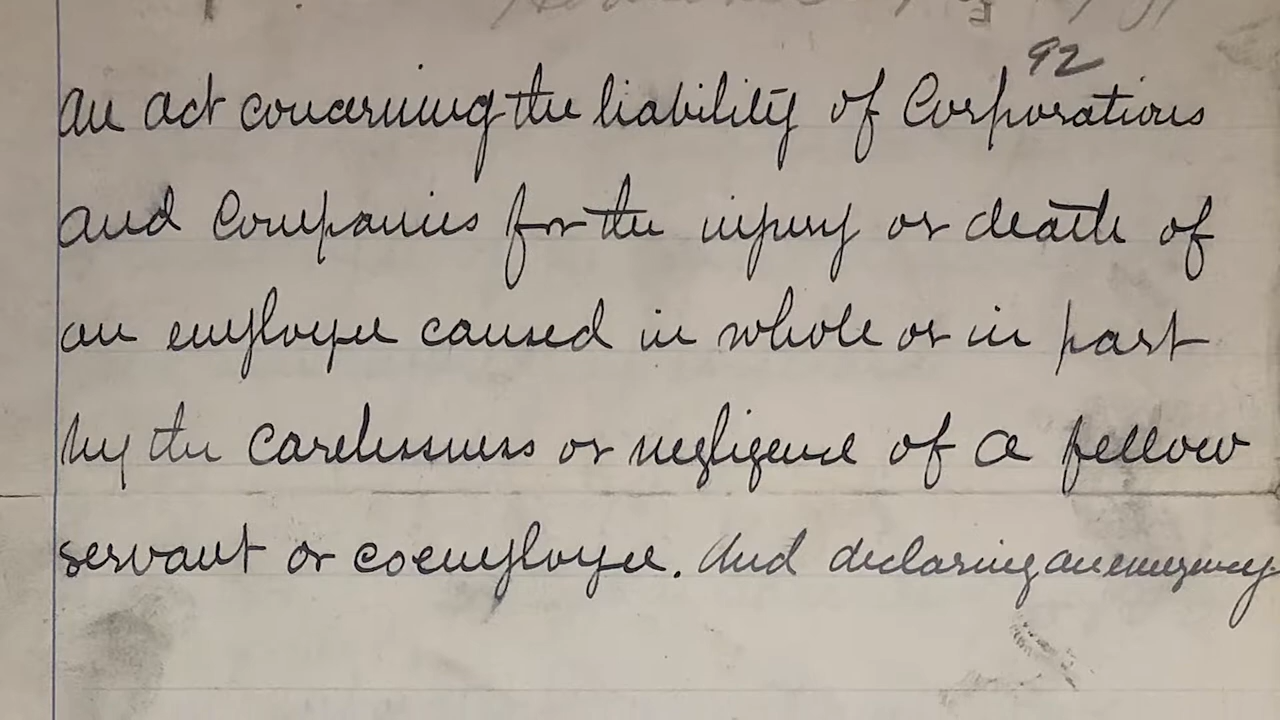 92
An act concerning the liability of Corporations
and Companies for the injury or death of
an employee caused in whole or in part
by the carelessness or negligence of a fellow
servant or coemployee. And declaring an emergency